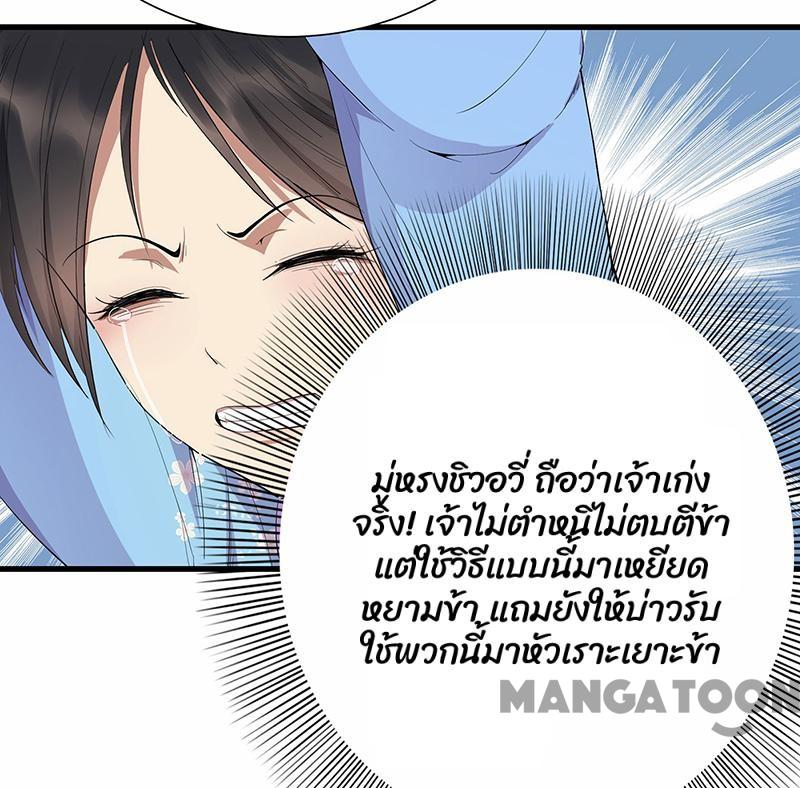 มู่หรงชิวอวี่ ถือว่าเจ้าเก่ง
จริง! เจ้าไม่ตำหนิไม่ตบตีข้า
แต่ใช้วิธีแบบนี้มาเหยียด
หยามข้า แถมยังให้บ่าวรับ
ใช้พวกนี้มาหัวเราะเยาะข้า
MANGATOON